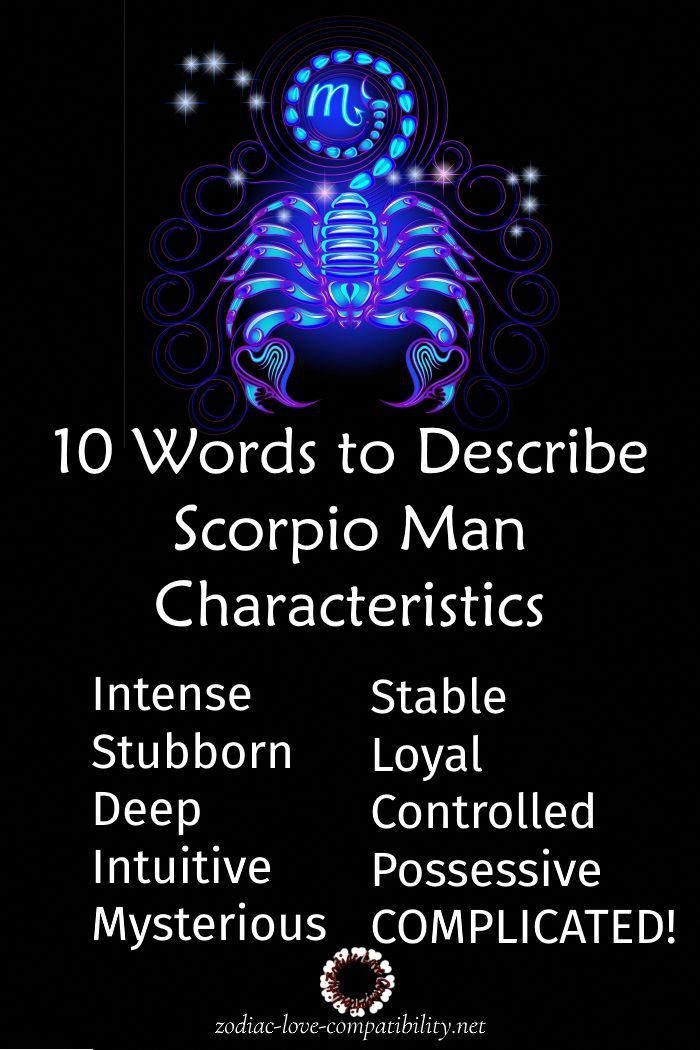 10 Words to Describe
Scorpio Man
Characteristics
Intense
Stubborn
Deep
Intuitive
Mysterious
Stable
Loyal
Controlled
Possessive
COMPLICATED!
zodiac-love-compatibility.net